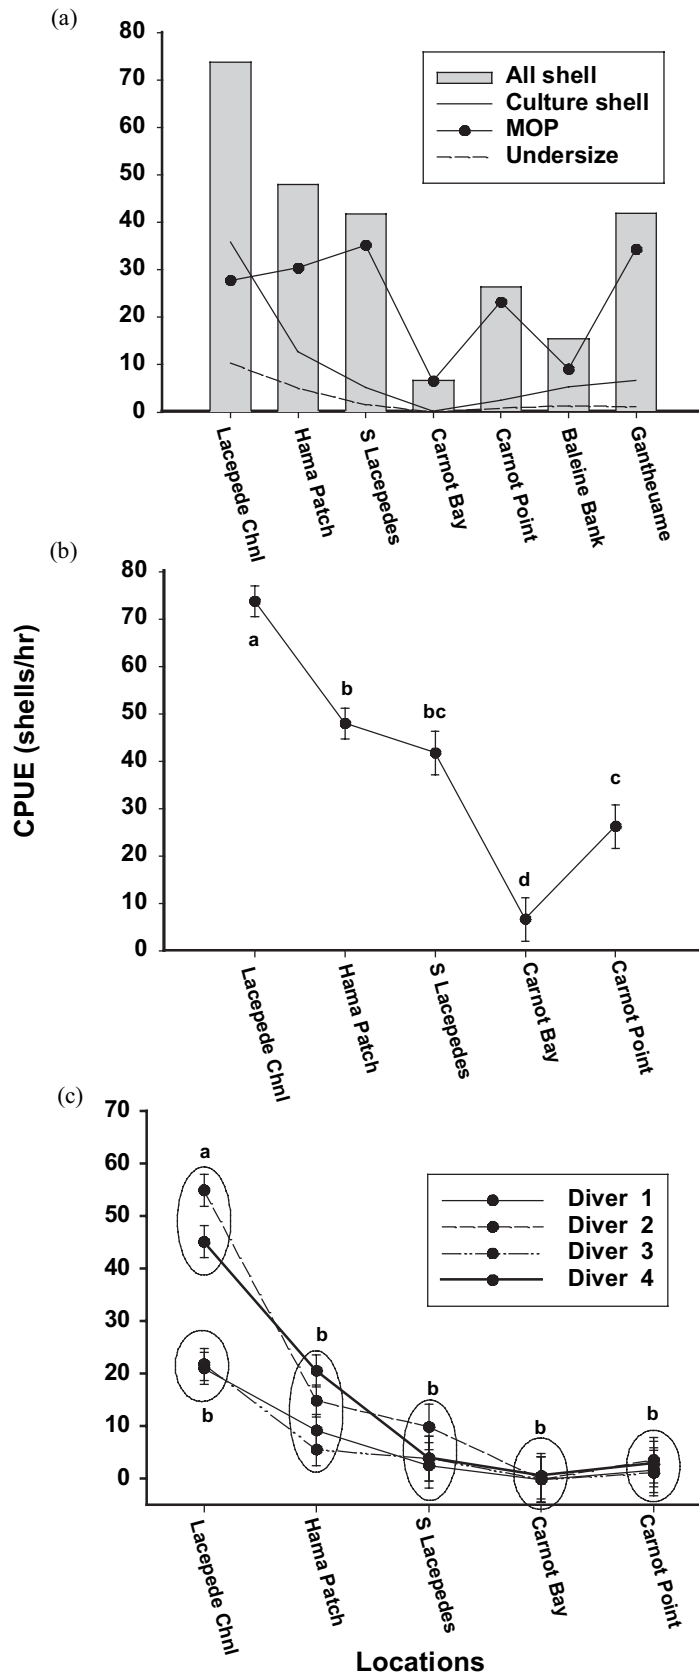 (a)
80
70
60
50
40
30
20
10
0
All shell
Culture shell
MOP
Undersize
Lacepede Chnl
Hama Patch
S Lacepedes
Carnot Bay
Carnot Point
Baleine Bank
Gantheuame
(b)
CPUE (shells/hr)
80
70
60
50
40
30
20
10
0
a
b
bc
d
c
Lacepede Chnl
Hama Patch
S Lacepedes
Carnot Bay
Carnot Point
(c)
70
60
50
40
30
20
10
0
Diver 1
Diver 2
Diver 3
Diver 4
a
b
b
b
b
b
Lacepede Chnl
Hama Patch
S Lacepedes
Carnot Bay
Carnot Point
Locations